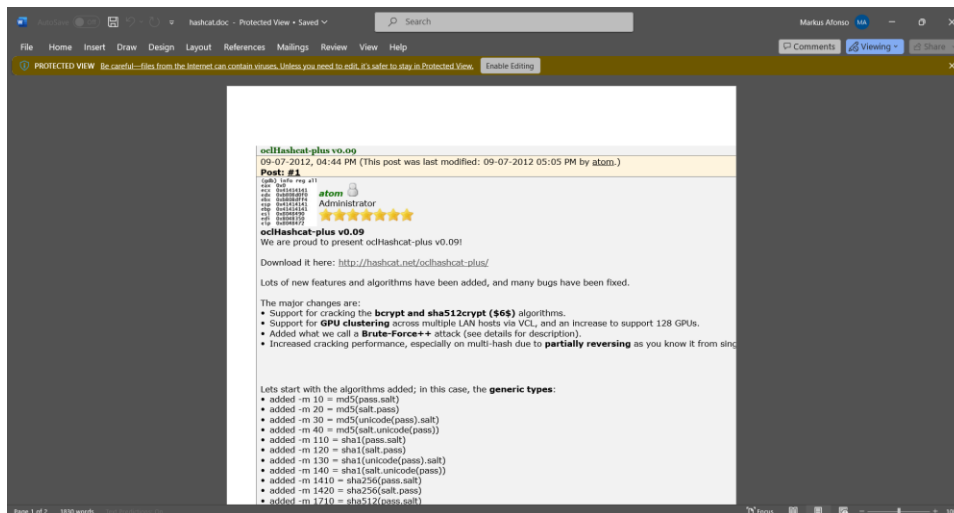 AutoSave Off hashcat.doc - Protected View • Saved Search Markus Afonso MA
File Home Insert Draw Design Layout References Mailings Review View Help Comments Viewing Share
PROTECTED VIEW Be careful—files from the Internet can contain viruses. Unless you need to edit, it's safer to stay in Protected View. Enable Editing
oclHashcat-plus v0.09
09-07-2012, 04:44 PM (This post was last modified: 09-07-2012 05:05 PM by atom.)
Post: #1
(gdb) info reg all
eax 0x0
atom
Administrator
oclHashcat-plus v0.09
We are proud to present oclHashcat-plus v0.09!
Download it here: http://hashcat.net/oclhashcat-plus/
Lots of new features and algorithms have been added, and many bugs have been fixed.
The major changes are:
• Support for cracking the bcrypt and sha512crypt ($6$) algorithms.
• Support for GPU clustering across multiple LAN hosts via VCL, and an increase to support 128 GPUs.
• Added what we call a Brute-Force++ attack (see details for description).
• Increased cracking performance, especially on multi-hash due to partially reversing as you know it from sing
Lets start with the algorithms added; in this case, the generic types:
• added -m 10 = md5(pass.salt)
• added -m 20 = md5(salt.pass)
• added -m 30 = md5(unicode(pass).salt)
• added -m 40 = md5(salt.unicode(pass))
• added -m 110 = sha1(pass.salt)
• added -m 120 = sha1(salt.pass)
• added -m 130 = sha1(unicode(pass).salt)
• added -m 140 = sha1(salt.unicode(pass))
• added -m 1410 = sha256(pass.salt)
• added -m 1420 = sha256(salt.pass)
• added -m 1710 = sha512(pass.salt)
Page 1 of 2 1830 words Focus